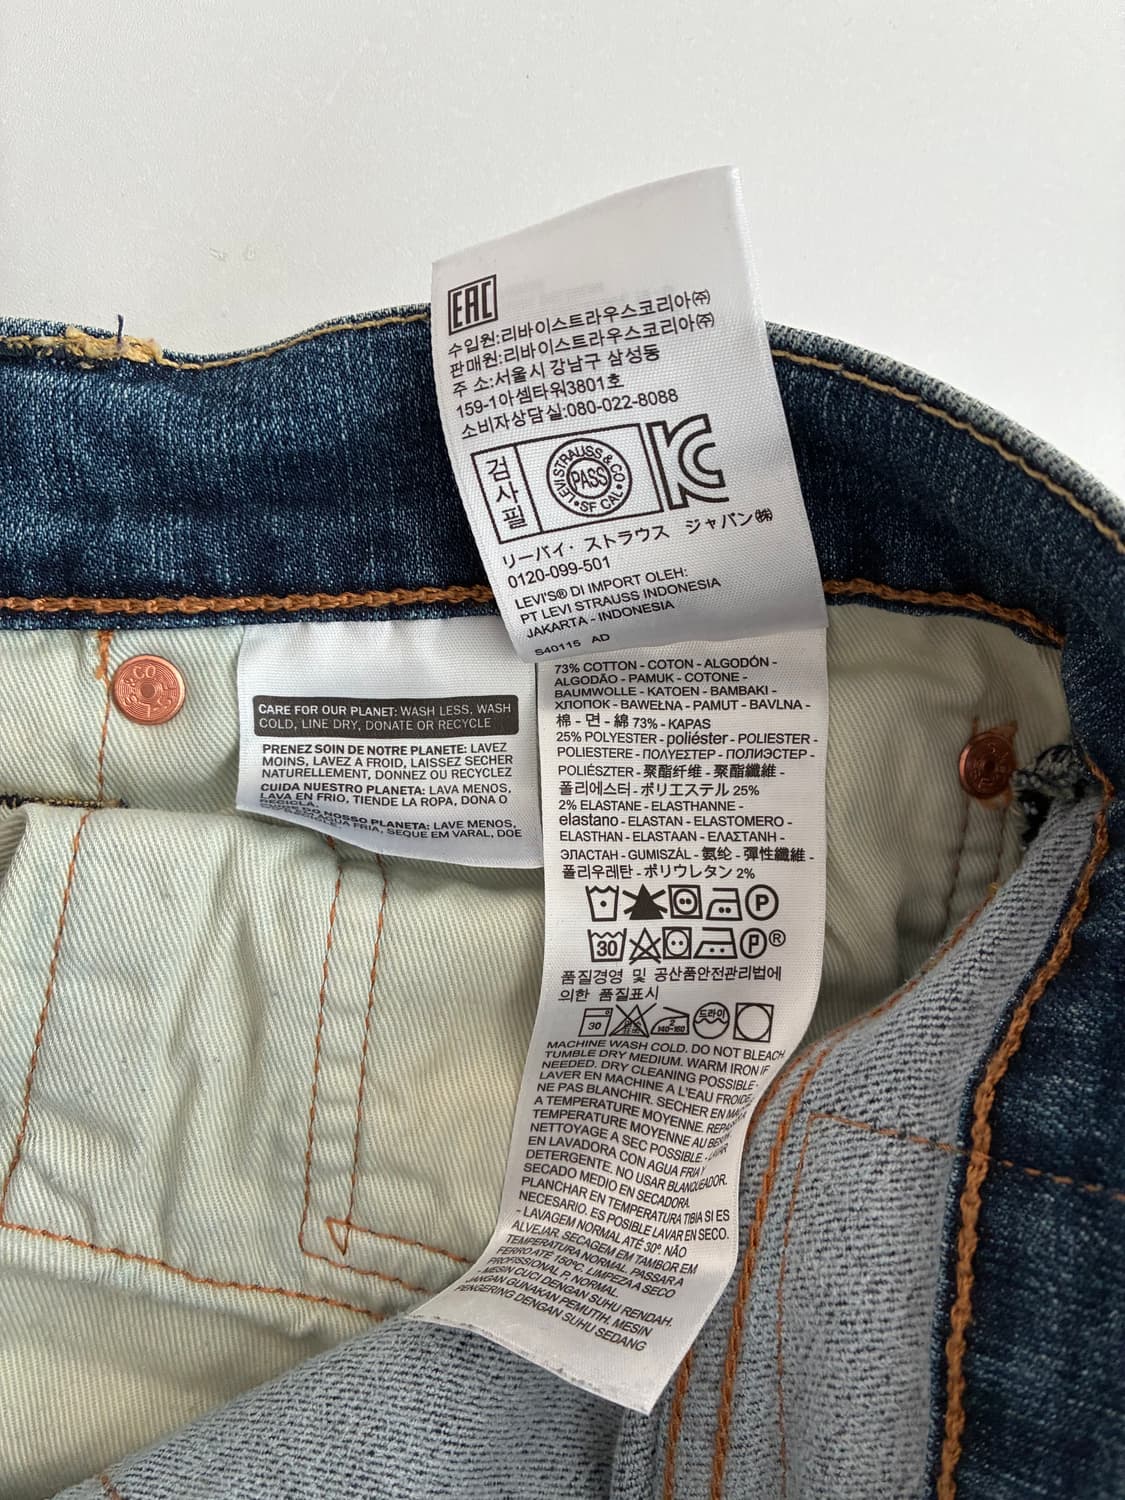 EAC
수입원:리바이스트라우스코리아㈜
판매원:리바이스트라우스코리아㈜
주 소:서울시 강남구 삼성동
159-1아셈타워3801호
소비자상담실:080-022-8088
검사필
LEVI STRAUSS & CO
PASS
SF CAL
リーバイ・ストラウス ジャパン㈱
0120-099-501
LEVI'S® DI IMPORT OLEH:
PT LEVI STRAUSS INDONESIA
JAKARTA - INDONESIA
S40115 AD
CARE FOR OUR PLANET: WASH LESS, WASH
COLD, LINE DRY, DONATE OR RECYCLE
PRENEZ SOIN DE NOTRE PLANETE: LAVEZ
MOINS, LAVEZ A FROID, LAISSEZ SECHER
NATURELLEMENT, DONNEZ OU RECYCLEZ
CUIDA NUESTRO PLANETA: LAVA MENOS,
LAVA EN FRIO, TIENDE LA ROPA, DONA O
DO NOSSO PLANETA: LAVE MENOS,
FRIA, SEQUE EM VARAL, DOE
73% COTTON - COTON - ALGODÓN -
ALGODÃO - PAMUK - COTONE -
BAUMWOLLE - KATOEN - BAMBAKI -
ХЛОПОК - BAWEŁNA - PAMUT - BAVLNA -
棉 - 면 - 綿 73% - KAPAS
25% POLYESTER - poliéster - POLIESTER -
POLIESTERE - ΠΟΛΥΕΣΤΕΡ - ПОЛИЭСТЕР -
POLIÉSZTER - 聚酯纤维 - 聚酯纖維 -
폴리에스터 - ポリエステル 25%
2% ELASTANE - ELASTHANNE -
elastano - ELASTAN - ELASTOMERO -
ELASTHAN - ELASTAAN - ΕΛΑΣΤΑΝΗ -
ЭЛАСТАН - GUMISZÁL - 氨纶 - 彈性纖維 -
폴리우레탄 - ポリウレタン 2%
P
30 P ®
품질경영 및 공산품안전관리법에
의한 품질표시
30 2 140-160 드라이
MACHINE WASH COLD. DO NOT BLEACH
TUMBLE DRY MEDIUM. WARM IRON IF
NEEDED. DRY CLEANING POSSIBLE -
LAVER EN MACHINE A L'EAU FROIDE,
NE PAS BLANCHIR. SECHER EN
A TEMPERATURE MOYENNE.
TEMPERATURE MOYENNE AU
NETTOYAGE A SEC POSSIBLE -
EN LAVADORA CON AGUA FRIA Y
DETERGENTE. NO USAR BLANQUEADOR.
SECADO MEDIO EN SECADORA.
PLANCHAR EN TEMPERATURA TIBIA SI ES
NECESARIO. ES POSIBLE LAVAR EN SECO.
- LAVAGEM NORMAL ATÉ 30º. NÃO
ALVEJAR. SECAGEM EM TAMBOR EM
TEMPERATURA NORMAL. PASSAR A
FERRO ATÉ 150ºC. LIMPEZA A SECO
PROFISSIONAL P. NORMAL
- MESIN CUCI DENGAN SUHU RENDAH.
JANGAN GUNAKAN PEMUTIH. MESIN
PENGERING DENGAN SUHU SEDANG